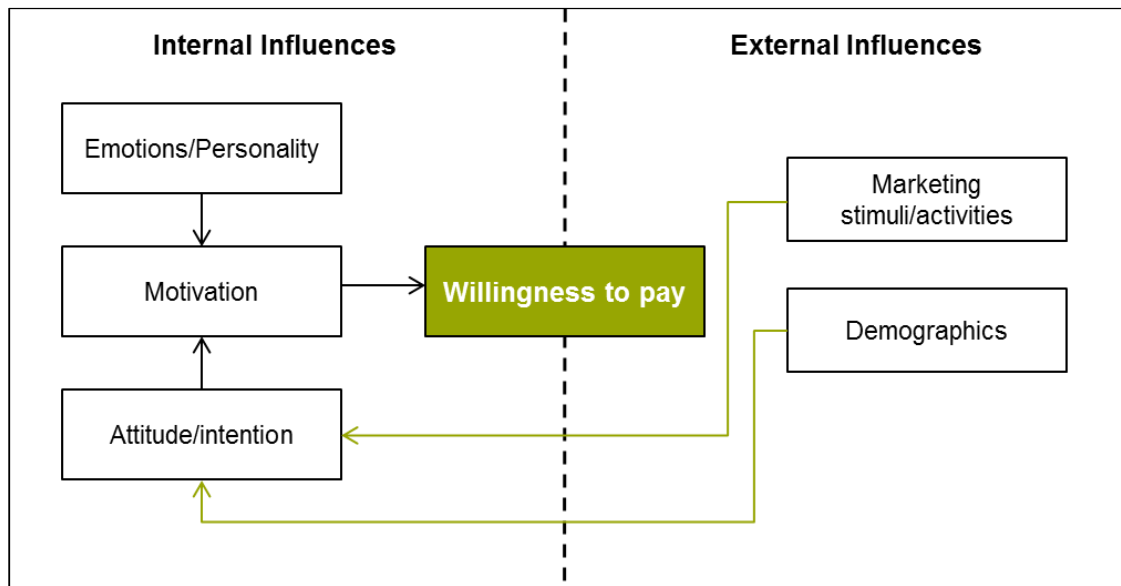 Internal Influences
External Influences
Emotions/Personality
Motivation
Attitude/intention
Willingness to pay
Marketing
stimuli/activities
Demographics